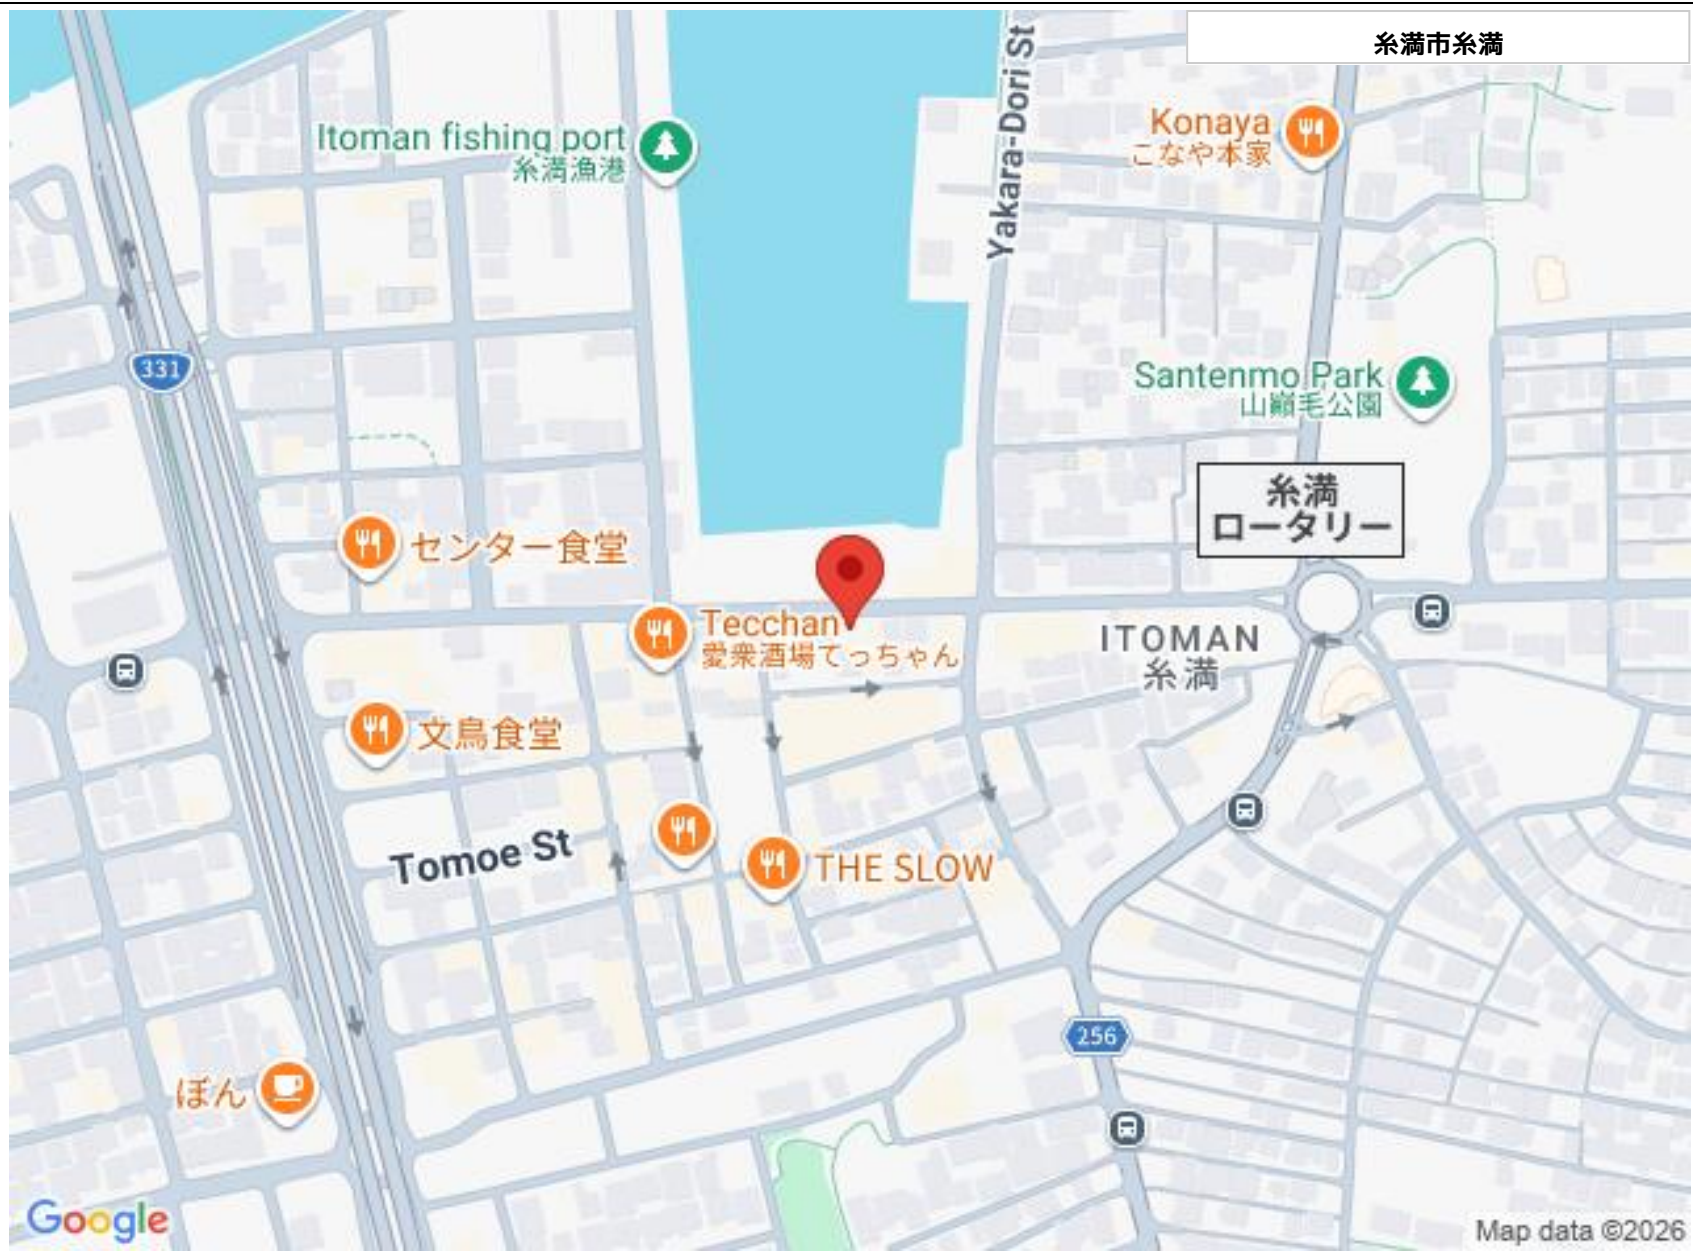 糸満市糸満
Yakara-Dori St
Itoman fishing port
糸満漁港
Konaya
こなや本家
331
Santenmo Park
山巓毛公園
糸満
ロータリー
センター食堂
Tecchan
愛衆酒場てっちゃん
ITOMAN
糸満
文鳥食堂
Tomoe St
THE SLOW
256
ぼん
Google
Map data ©2026